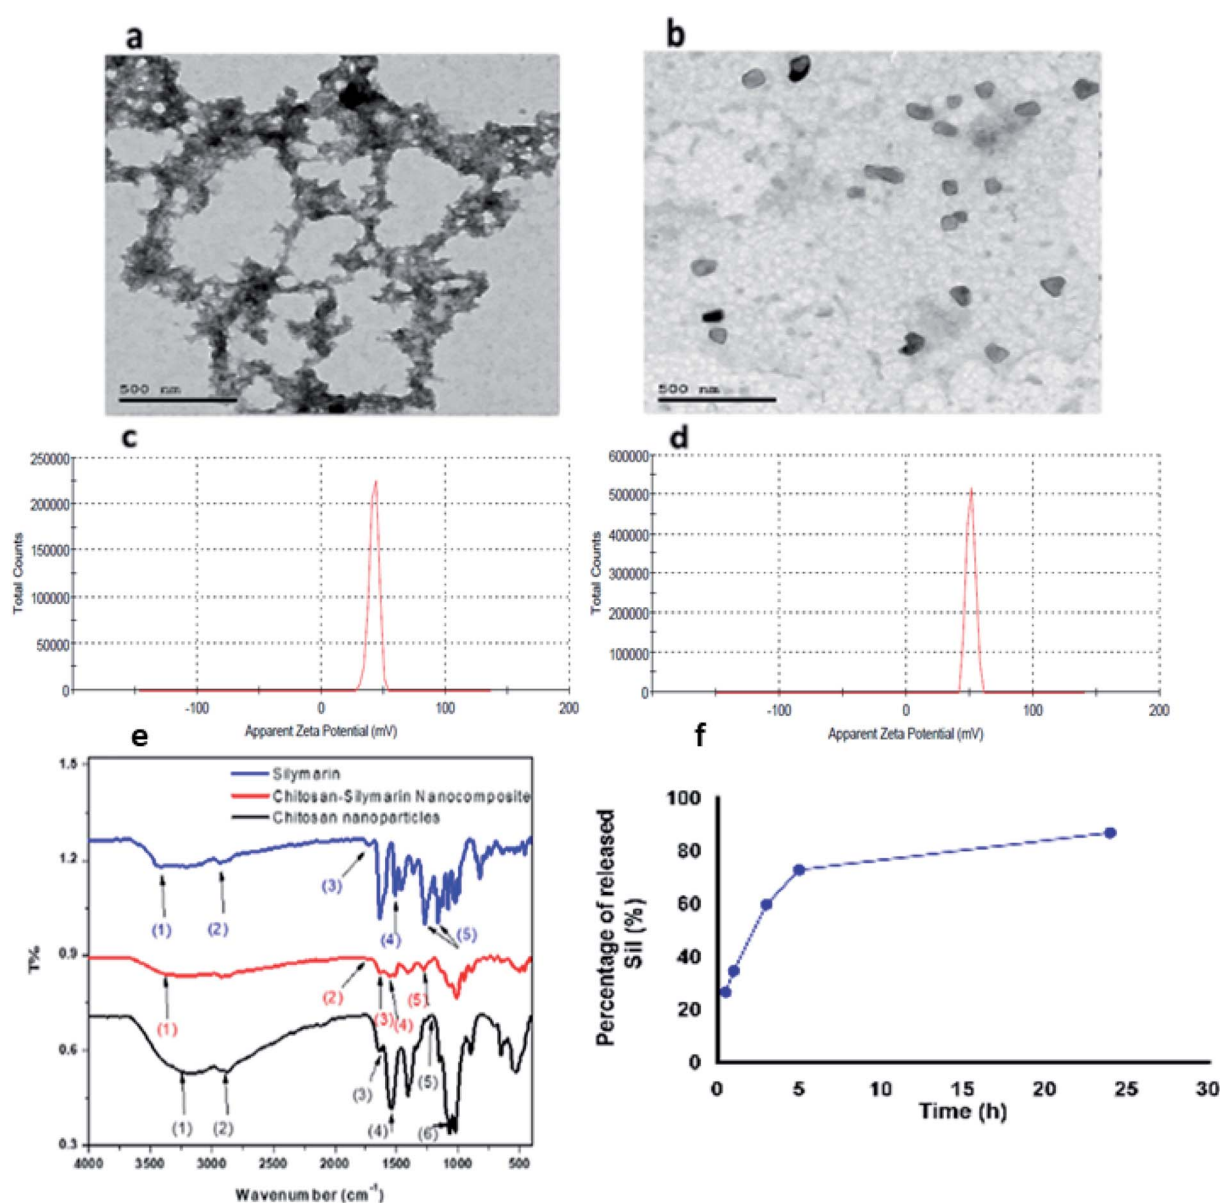 a
b
500 nm
500 nm
c
d
250000
200000
150000
100000
50000
0
Total Counts
-100
0
100
200
Apparent Zeta Potential (mV)
600000
500000
400000
300000
200000
100000
0
Total Counts
-100
0
100
200
Apparent Zeta Potential (mV)
e
f
1.5
1.2
0.9
0.6
0.3
T%
Silymarin
Chitosan-Silymarin Nanocomposite
Chitosan nanoparticles
(1)
(2)
(3)
(4)
(5)
(1)
(2)
(3)
(4)
(5)
(1)
(2)
(3)
(4)
(5)
(6)
4000 3500 3000 2500 2000 1500 1000 500
Wavenumber (cm⁻¹)
100
80
60
40
20
0
Percentage of released
Sil (%)
0 5 10 15 20 25 30
Time (h)